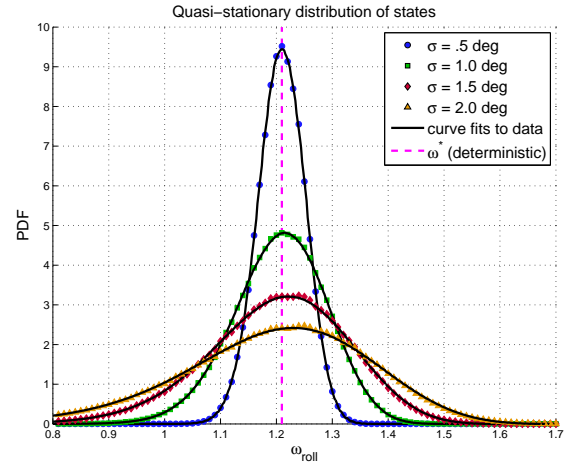 Quasi−stationary distribution of states
σ = .5 deg
σ = 1.0 deg
σ = 1.5 deg
σ = 2.0 deg
curve fits to data
ω* (deterministic)
PDF
10
9
8
7
6
5
4
3
2
1
0
0.8 0.9 1 1.1 1.2 1.3 1.4 1.5 1.6 1.7
ωroll